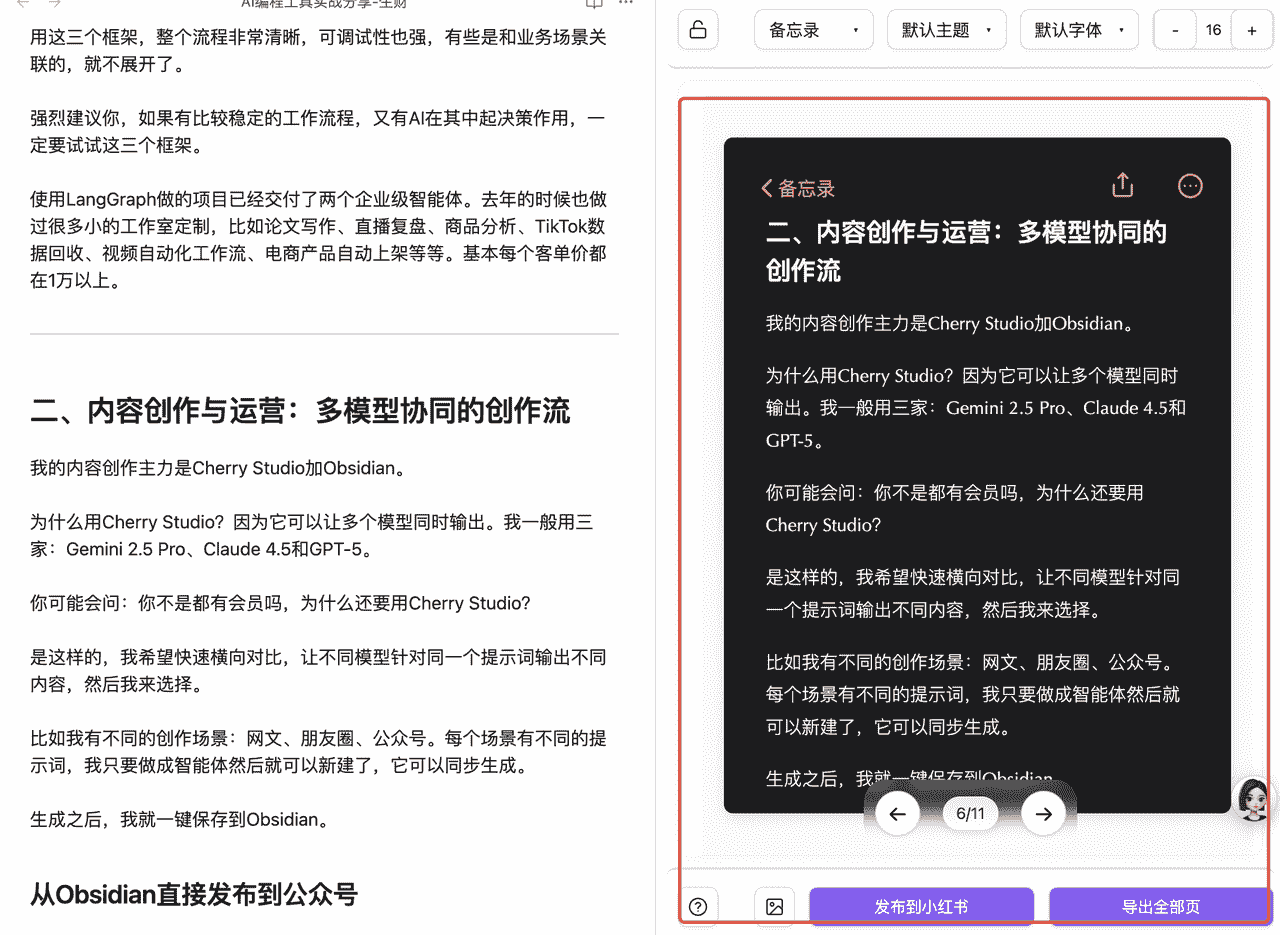 AI编程工具实战分享-生财
用这三个框架，整个流程非常清晰，可调试性也强，有些是和业务场景关
联的，就不展开了。
强烈建议你，如果有比较稳定的工作流程，又有AI在其中起决策作用，一
定要试试这三个框架。
使用LangGraph做的项目已经交付了两个企业级智能体。去年的时候也做
过很多小的工作室定制，比如论文写作、直播复盘、商品分析、TikTok数
据回收、视频自动化工作流、电商产品自动上架等等。基本每个客单价都
在1万以上。
二、内容创作与运营：多模型协同的创作流
我的内容创作主力是Cherry Studio加Obsidian。
为什么用Cherry Studio？因为它可以让多个模型同时输出。我一般用三
家：Gemini 2.5 Pro、Claude 4.5和GPT-5。
你可能会问：你不是都有会员吗，为什么还要用Cherry Studio？
是这样的，我希望快速横向对比，让不同模型针对同一个提示词输出不同
内容，然后我来选择。
比如我有不同的创作场景：网文、朋友圈、公众号。每个场景有不同的提
示词，我只要做成智能体然后就可以新建了，它可以同步生成。
生成之后，我就一键保存到Obsidian。
从Obsidian直接发布到公众号
备忘录 默认主题 默认字体 - 16 +
备忘录
二、内容创作与运营：多模型协同的
创作流
我的内容创作主力是Cherry Studio加Obsidian。
为什么用Cherry Studio？因为它可以让多个模型同时
输出。我一般用三家：Gemini 2.5 Pro、Claude 4.5和
GPT-5。
你可能会问：你不是都有会员吗，为什么还要用
Cherry Studio？
是这样的，我希望快速横向对比，让不同模型针对同
一个提示词输出不同内容，然后我来选择。
比如我有不同的创作场景：网文、朋友圈、公众号。
每个场景有不同的提示词，我只要做成智能体然后就
可以新建了，它可以同步生成。
生成之后，我就一键保存到Obsidian
6/11
发布到小红书 导出全部页